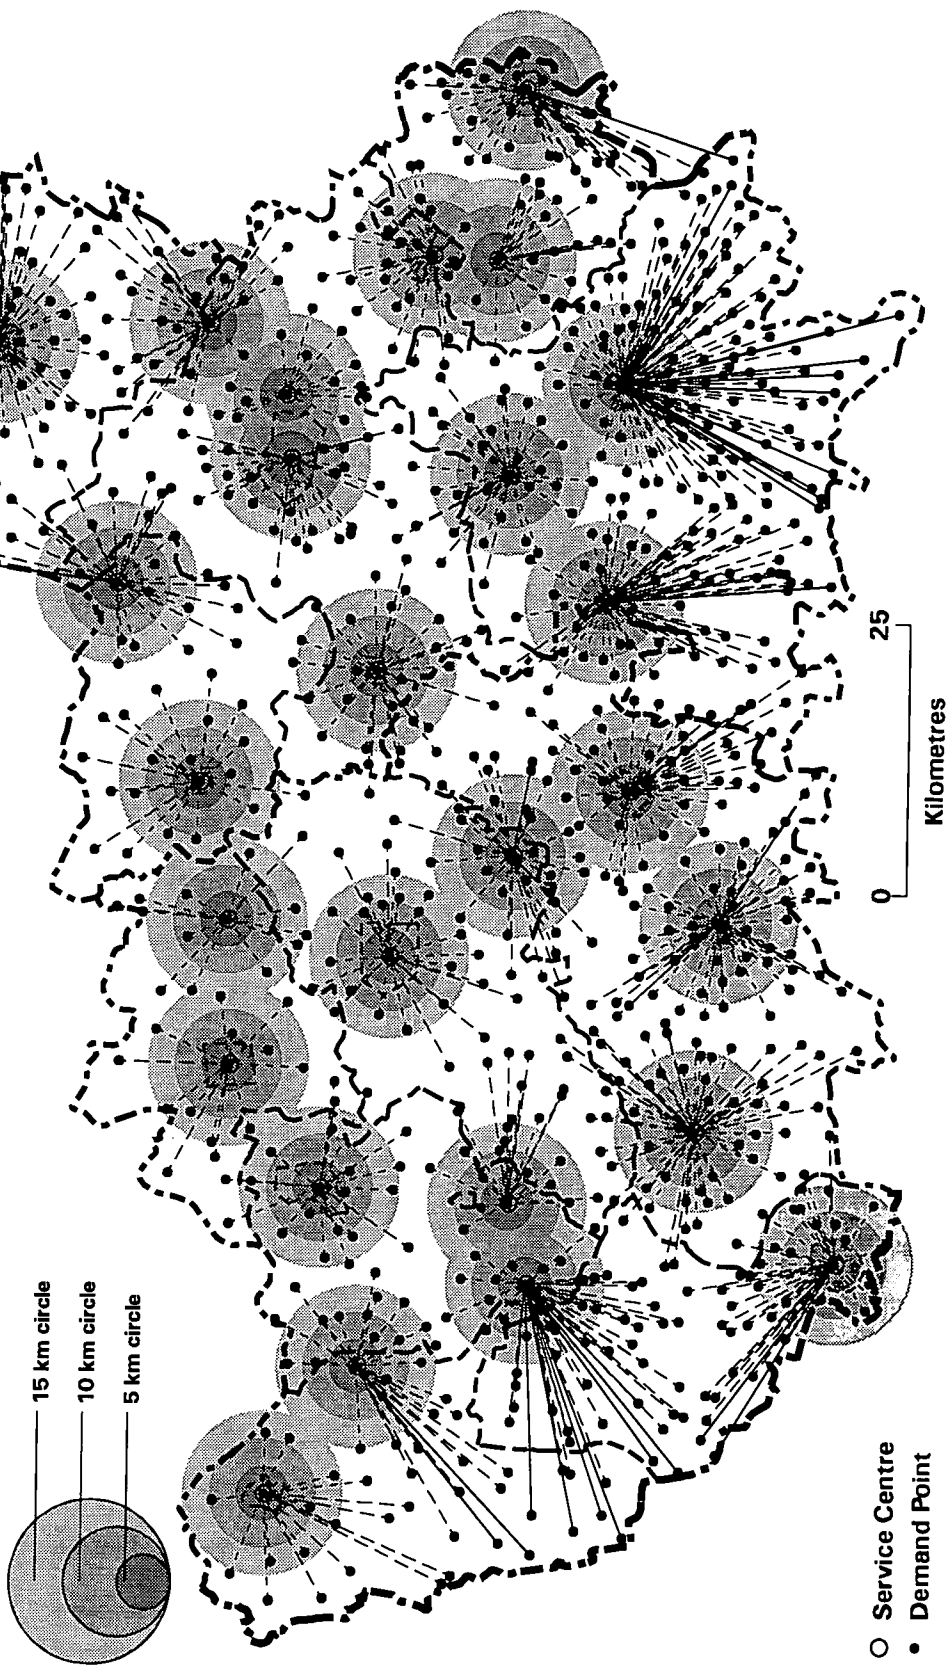 15 km circle
10 km circle
5 km circle
Service Centre
Demand Point
0
25
Kilometres